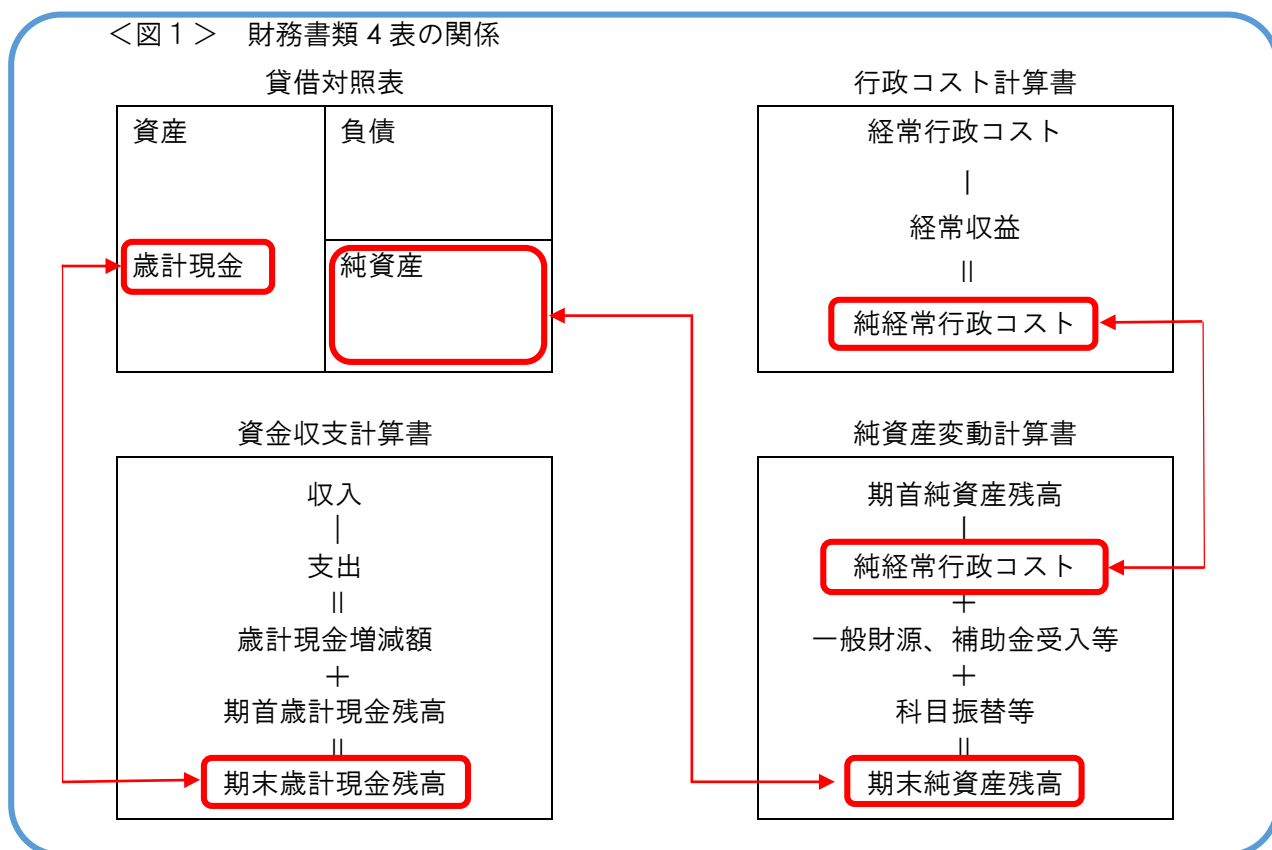 ＜図１＞　財務書類４表の関係
貸借対照表
資産
負債
歳計現金
純資産
行政コスト計算書
経常行政コスト
｜
経常収益
||
純経常行政コスト
資金収支計算書
収入
｜
支出
||
歳計現金増減額
＋
期首歳計現金残高
||
期末歳計現金残高
純資産変動計算書
期首純資産残高
｜
純経常行政コスト
＋
一般財源、補助金受入等
＋
科目振替等
||
期末純資産残高